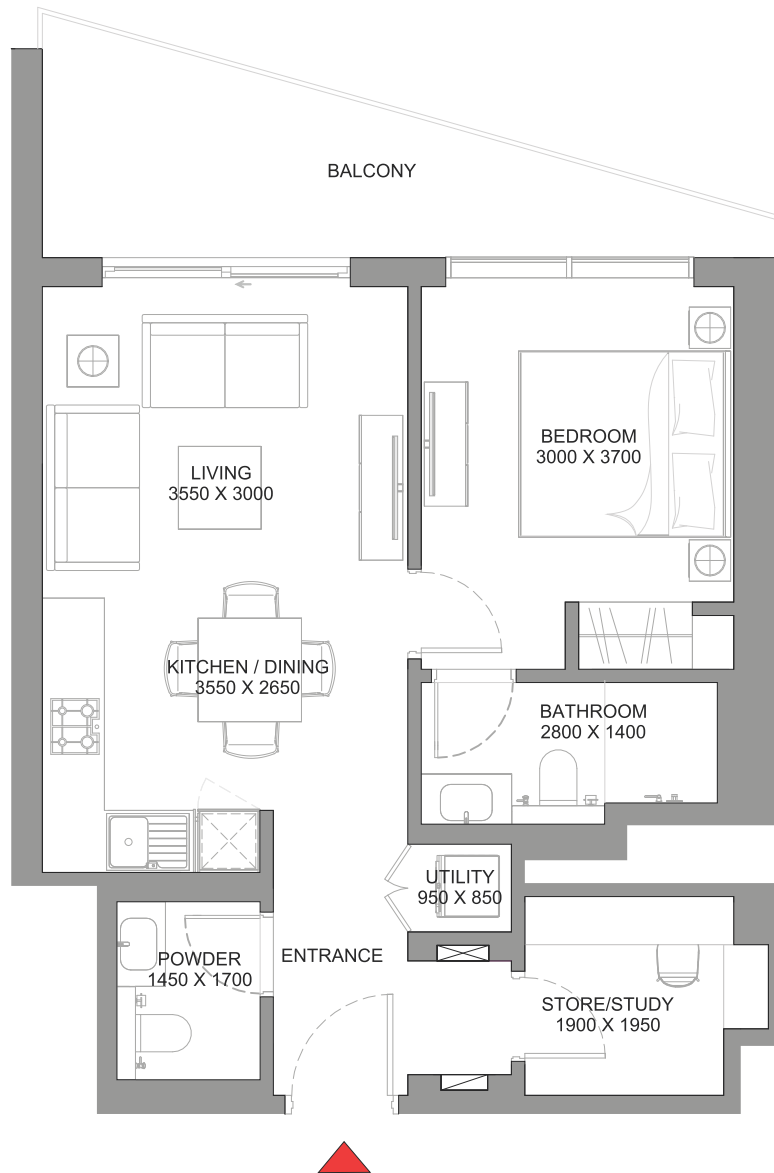 BALCONY
BEDROOM
3000 X 3700
LIVING
3550 X 3000
KITCHEN / DINING
3550 X 2650
BATHROOM
2800 X 1400
UTILITY
950 X 850
ENTRANCE
POWDER
1450 X 1700
STORE/STUDY
1900 X 1950